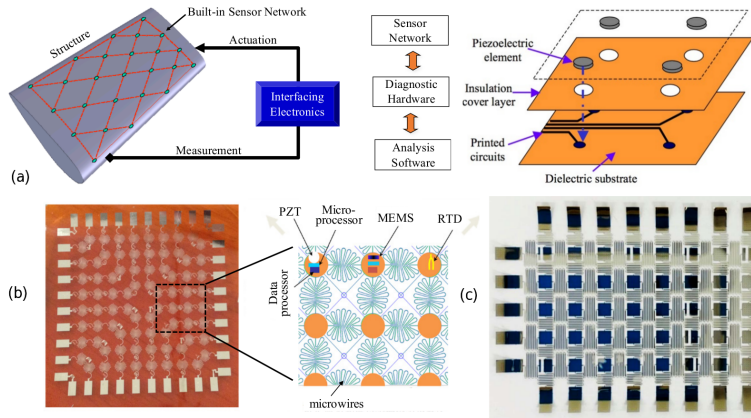 Built-in Sensor Network
Structure
Actuation
Interfacing
Electronics
Measurement
(a)
Sensor
Network
Diagnostic
Hardware
Analysis
Software
Piezoelectric
element
Insulation
cover layer
Printed
circuits
Dielectric substrate
(b)
PZT
Micro-
processor
MEMS
RTD
Data
processor
microwires
(c)